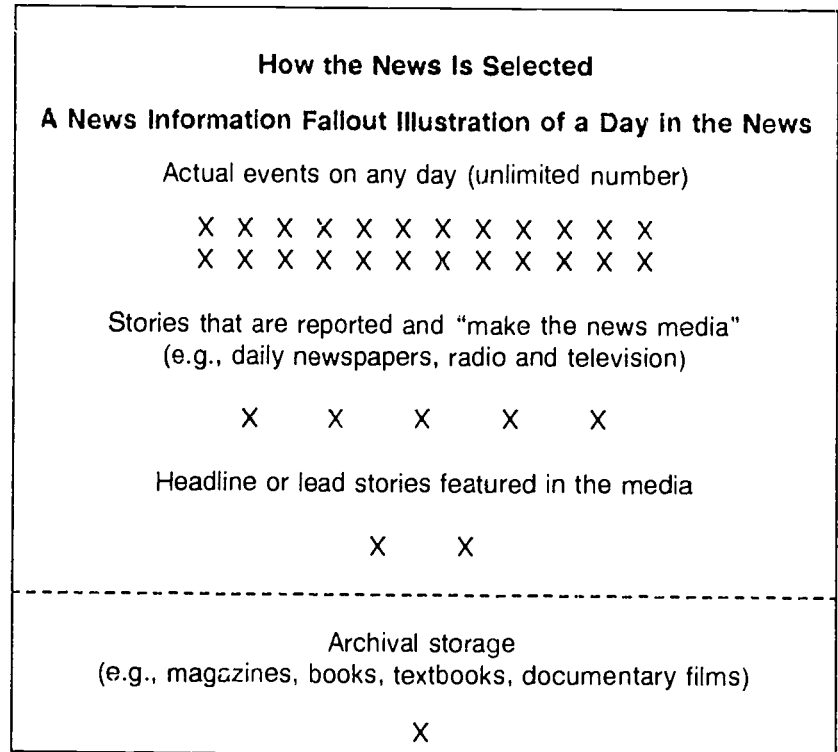 How the News Is Selected
A News Information Fallout Illustration of a Day in the News
Actual events on any day (unlimited number)
X X X X X X X X X X X X
X X X X X X X X X X X X
Stories that are reported and “make the news media”
(e.g., daily newspapers, radio and television)
X X X X X
Headline or lead stories featured in the media
X X
Archival storage
(e.g., magazines, books, textbooks, documentary films)
X